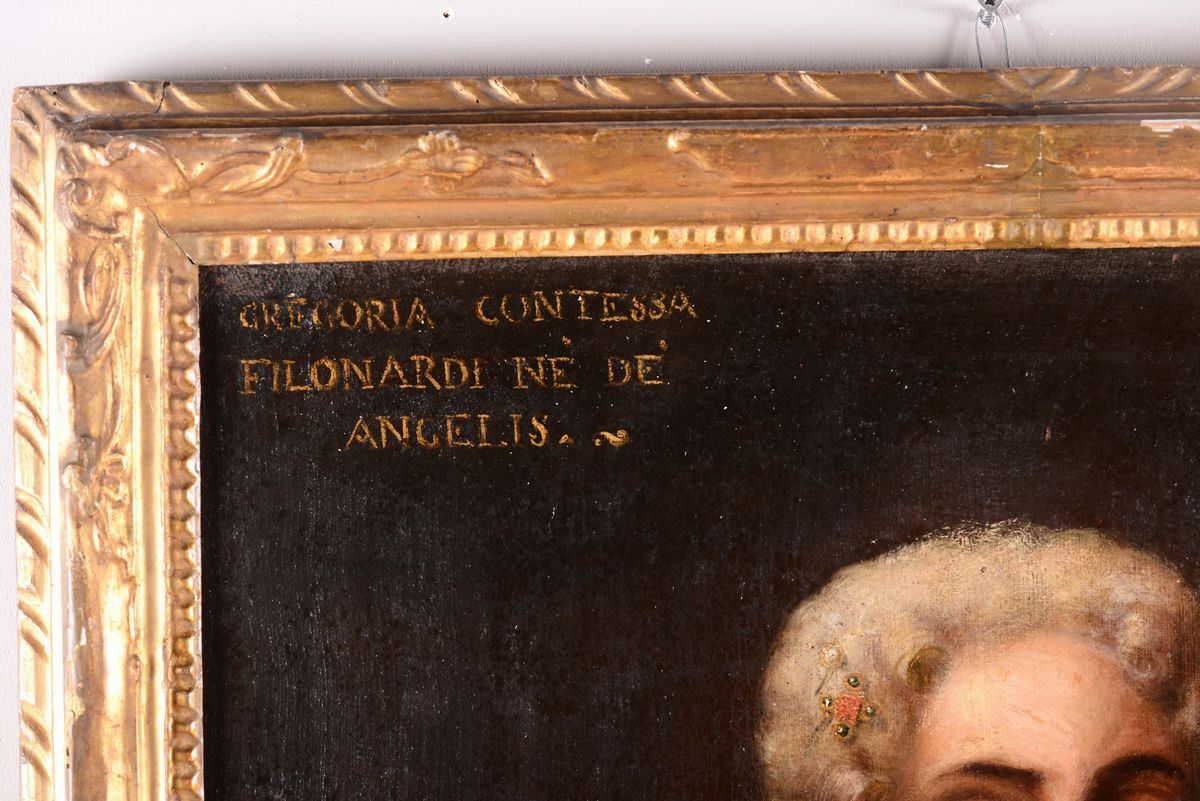 GREGORIA CONTESSA
FILONARDI NE' DE'
ANGELIS.